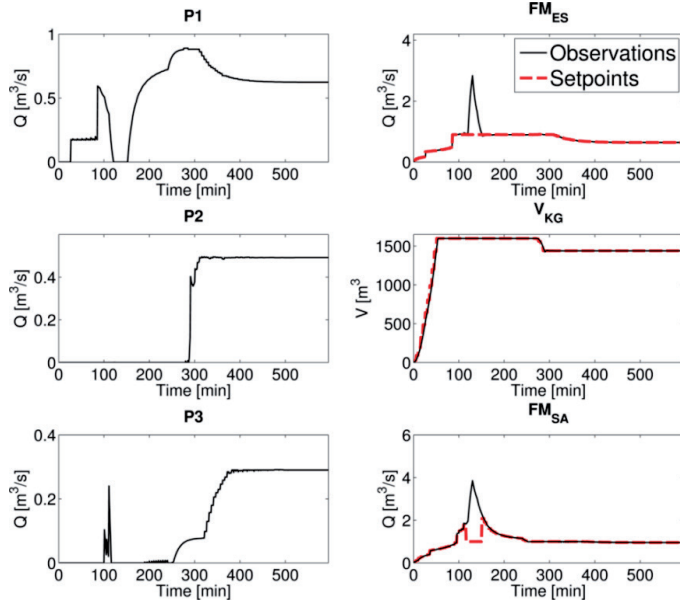 P1
Q [m³/s]
1
0.5
0
0 100 200 300 400 500
Time [min]
FM_ES
Q [m³/s]
4
2
0
Observations
Setpoints
0 100 200 300 400 500
Time [min]
P2
Q [m³/s]
0.4
0.2
0
0 100 200 300 400 500
Time [min]
V_KG
V [m³
1500
1000
500
0
0 100 200 300 400 500
Time [min]
P3
Q [m³/s]
0.4
0.2
0
0 100 200 300 400 500
Time [min]
FM_SA
Q [m³/s]
6
4
2
0
0 100 200 300 400 500
Time [min]